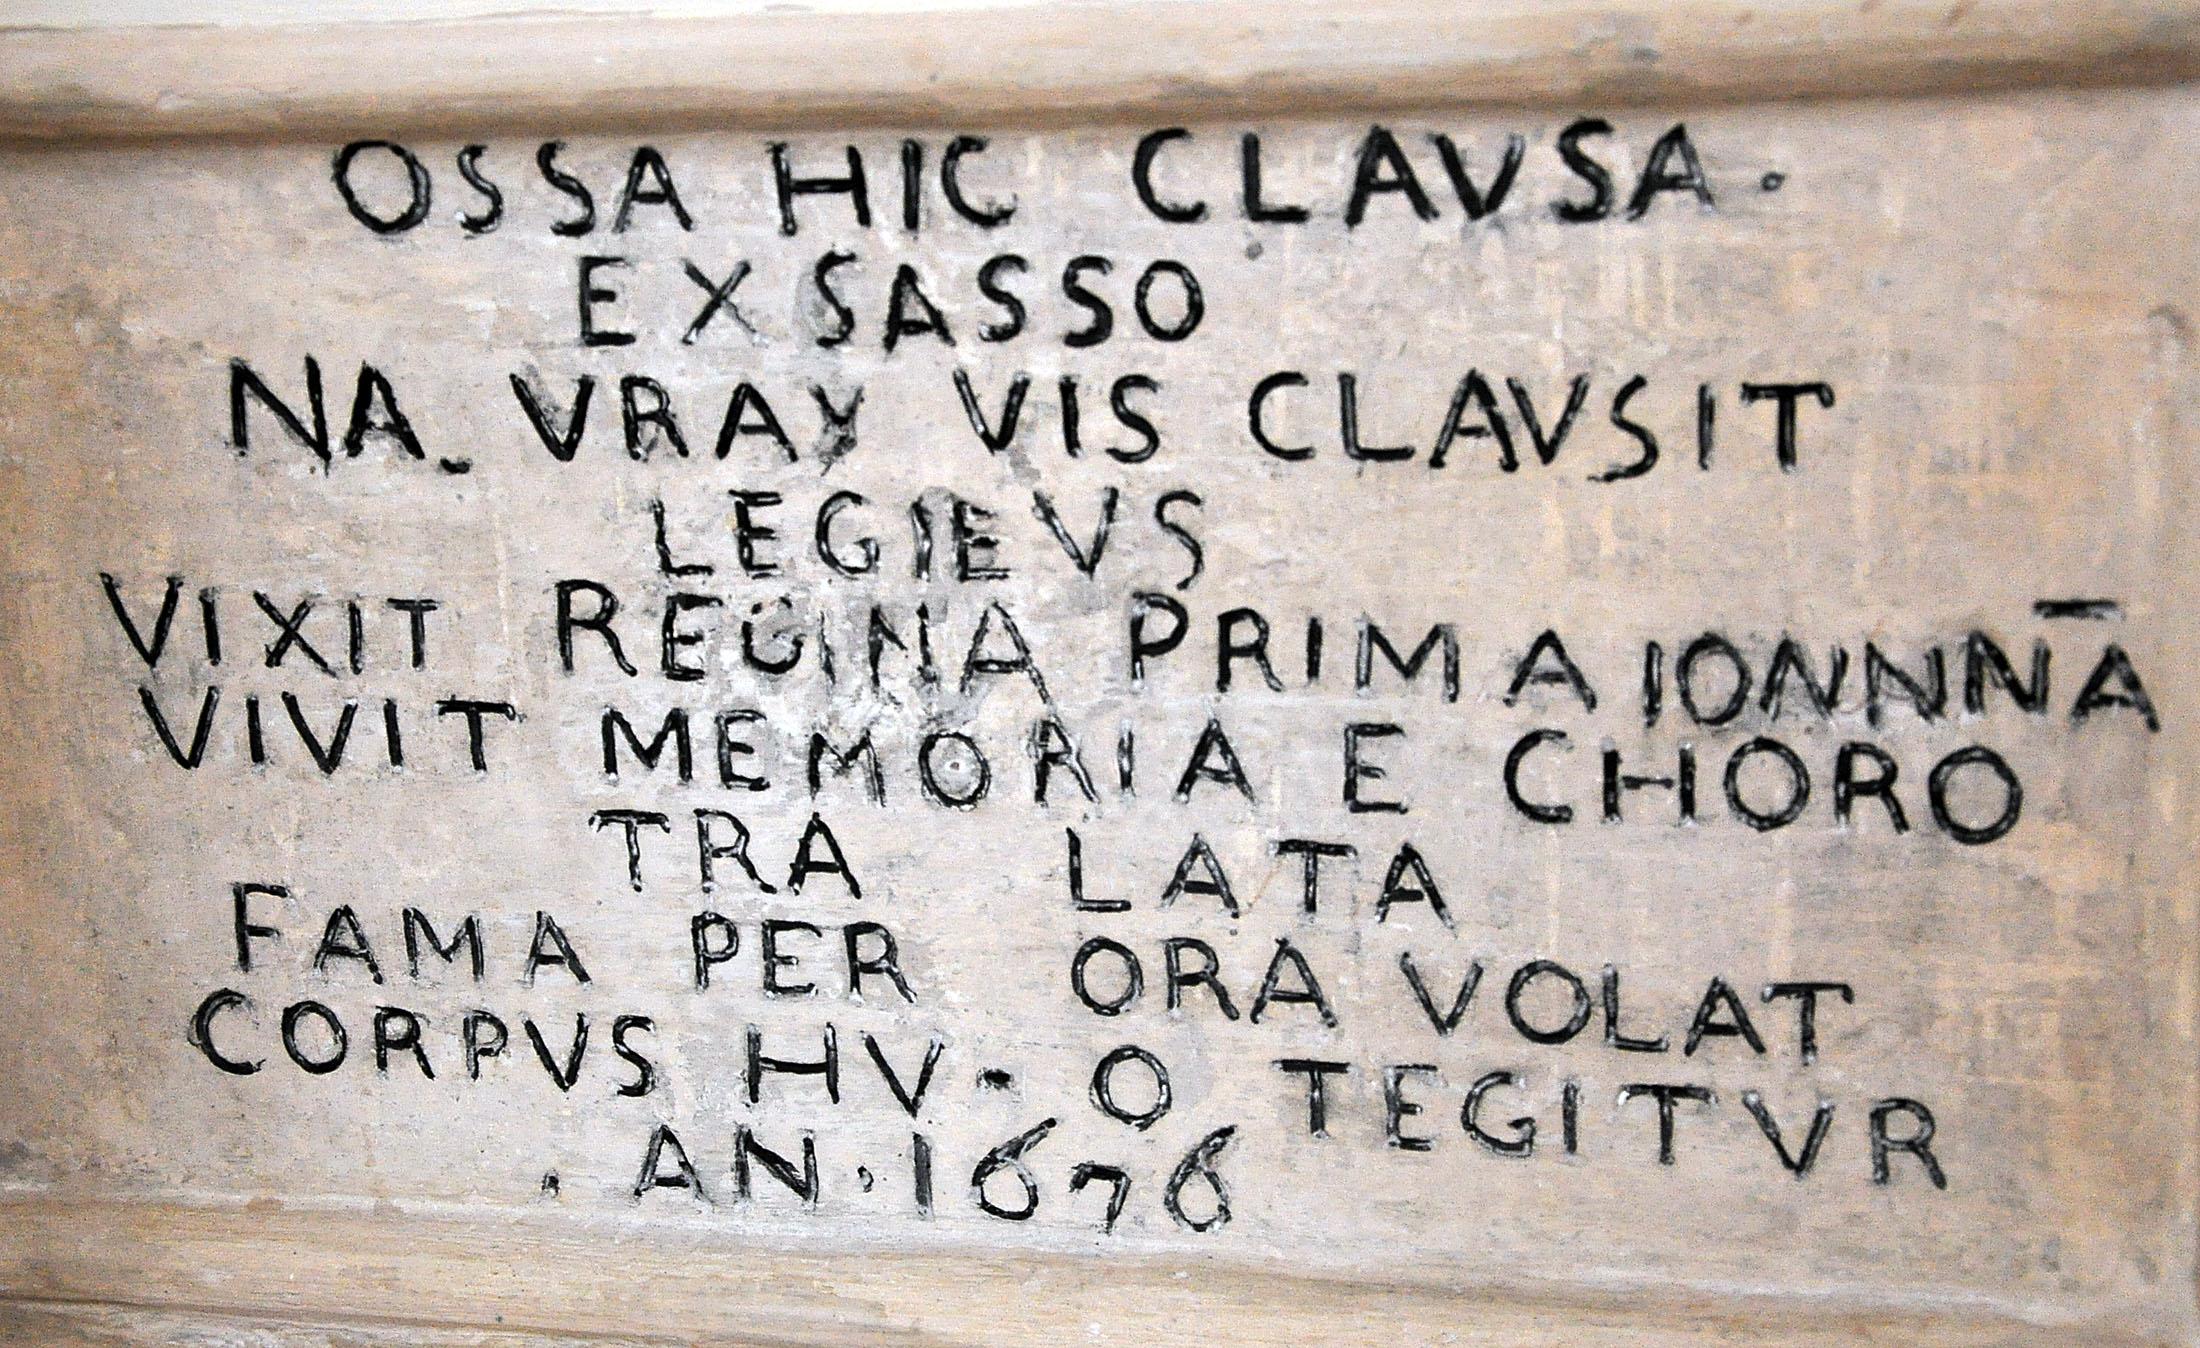 OSSA HIC CLAVSA.
EX SASSO
NA. VRAY VIS CLAVSIT
LEGIEVS
VIXIT REGINA PRIMA IONNN̄A
VIVIT MEMORIA E CHORO
TRA LATA
FAMA PER ORA VOLAT
CORPVS HV - O TEGITVR
. AN . 1676